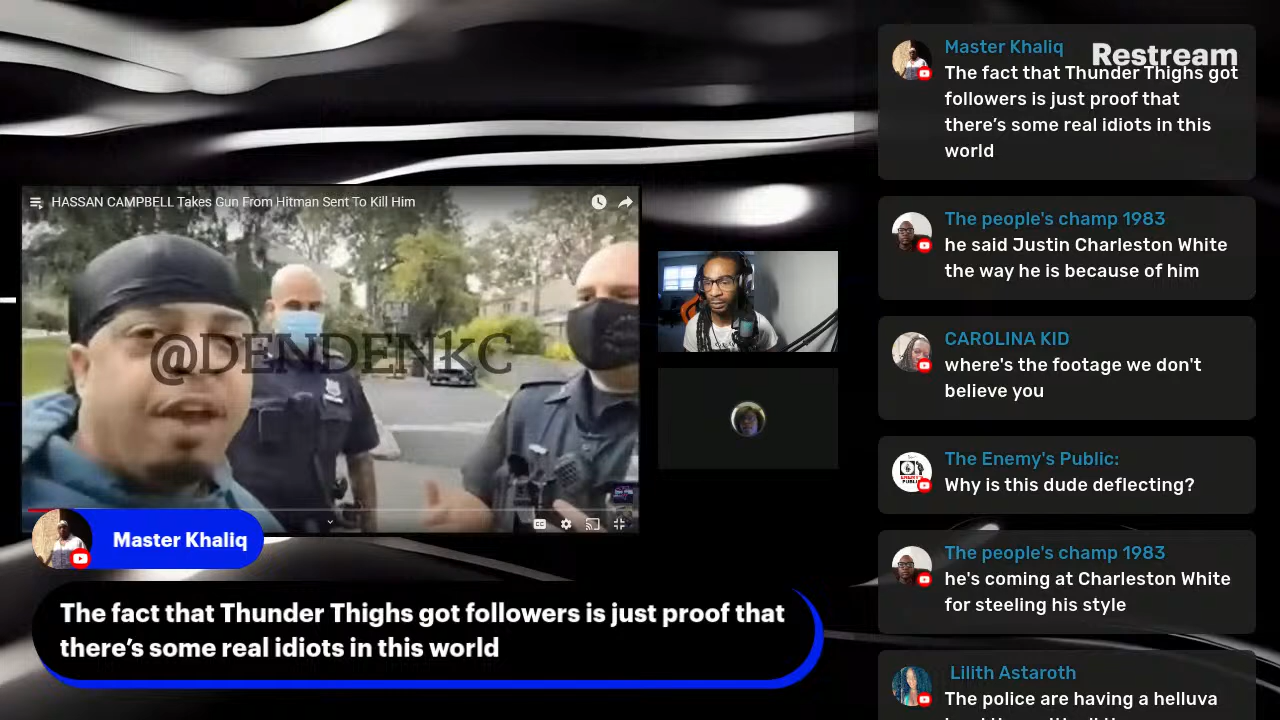 HASSAN CAMPBELL Takes Gun From Hitman Sent To Kill Him
@DENDENkC
CC
Master Khaliq
The fact that Thunder Thighs got followers is just proof that
there's some real idiots in this world
Restream
Master Khaliq
The fact that Thunder Thighs got
followers is just proof that
there's some real idiots in this
world
The people's champ 1983
he said Justin Charleston White
the way he is because of him
CAROLINA KID
where's the footage we don't
believe you
The Enemy's Public:
Why is this dude deflecting?
The people's champ 1983
he's coming at Charleston White
for steeling his style
Lilith Astaroth
The police are having a helluva